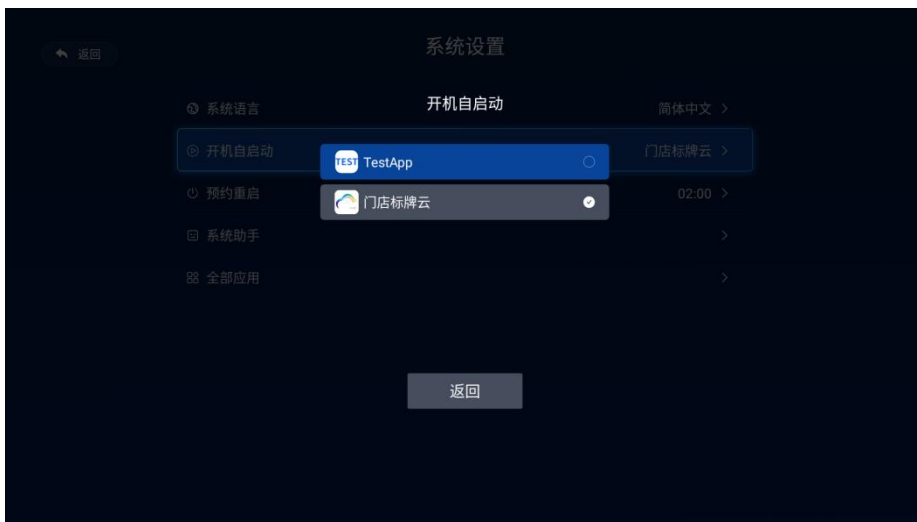 返回
系统设置
开机自启动
系统语言 简体中文
开机自启动 门店标牌云
TEST TestApp
预约重启 02:00
门店标牌云
系统助手
全部应用
返回